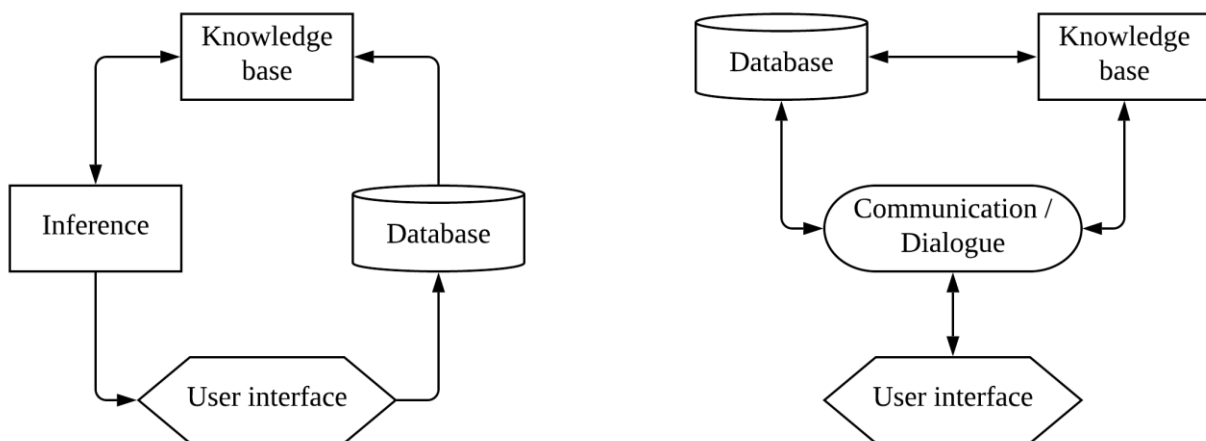 Knowledge
base
Inference
Database
User interface
Database
Knowledge
base
Communication /
Dialogue
User interface